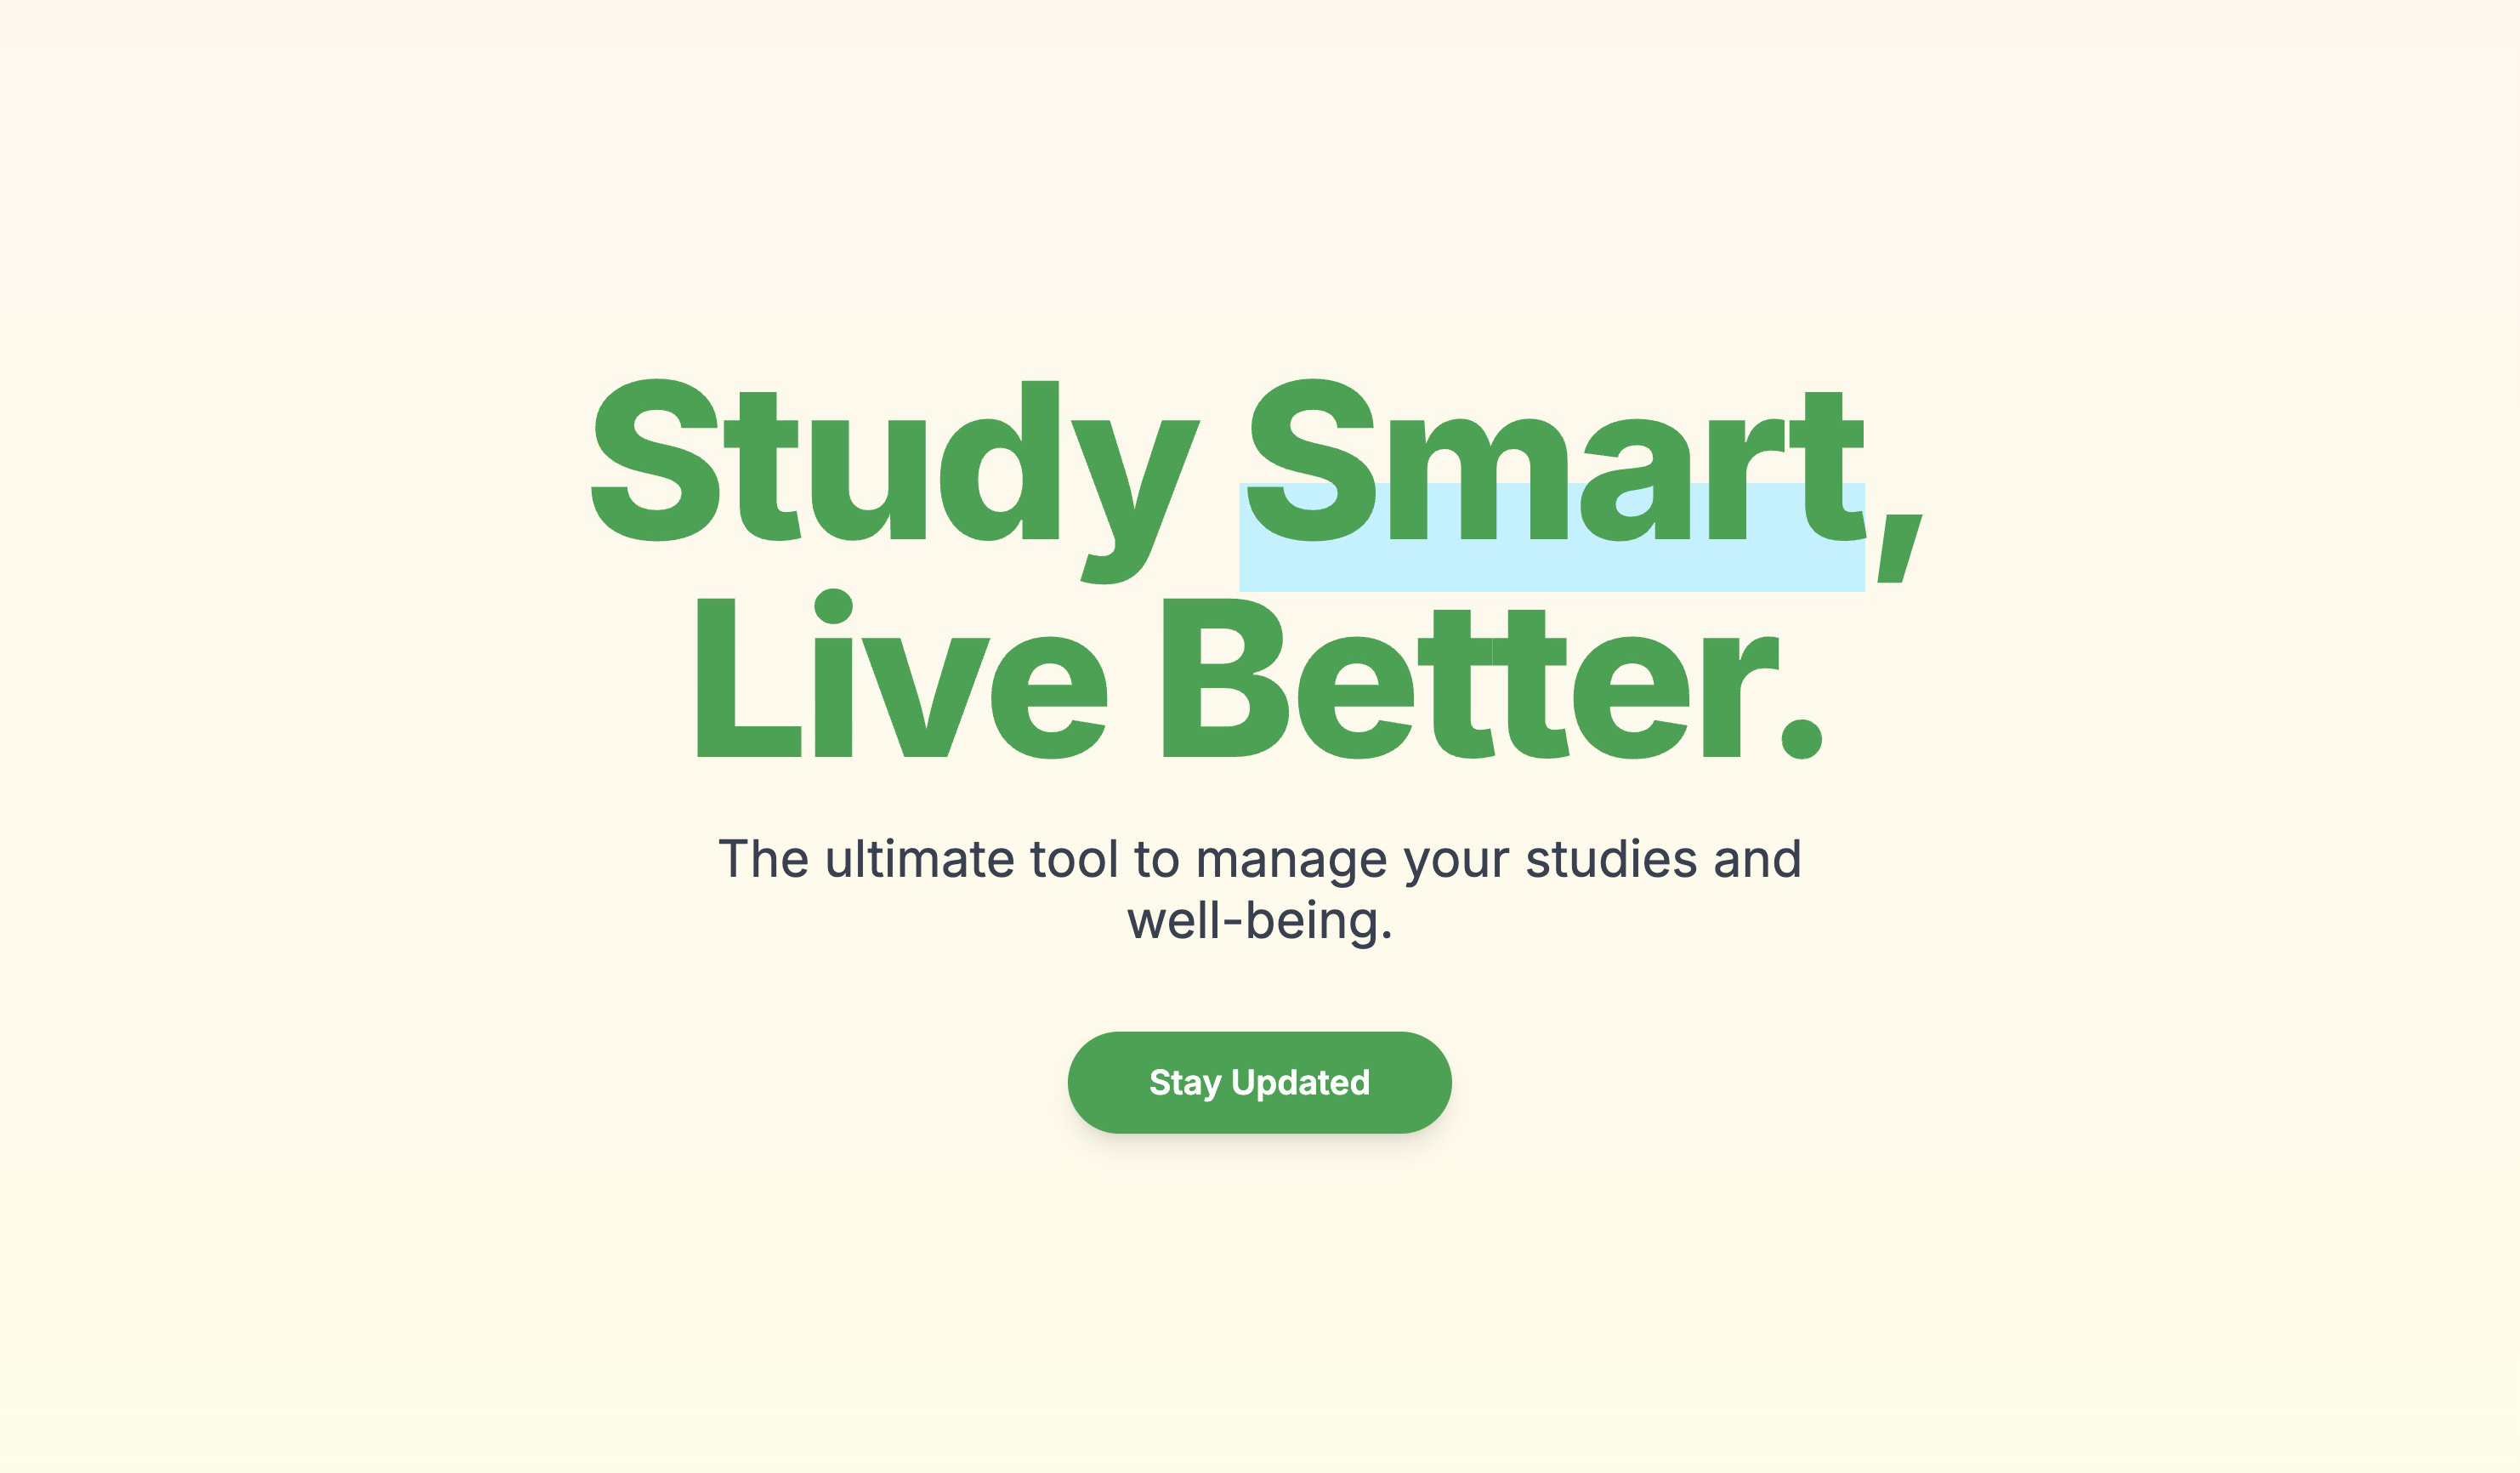 Study Smart,
Live Better.
The ultimate tool to manage your studies and
well-being.
Stay Updated